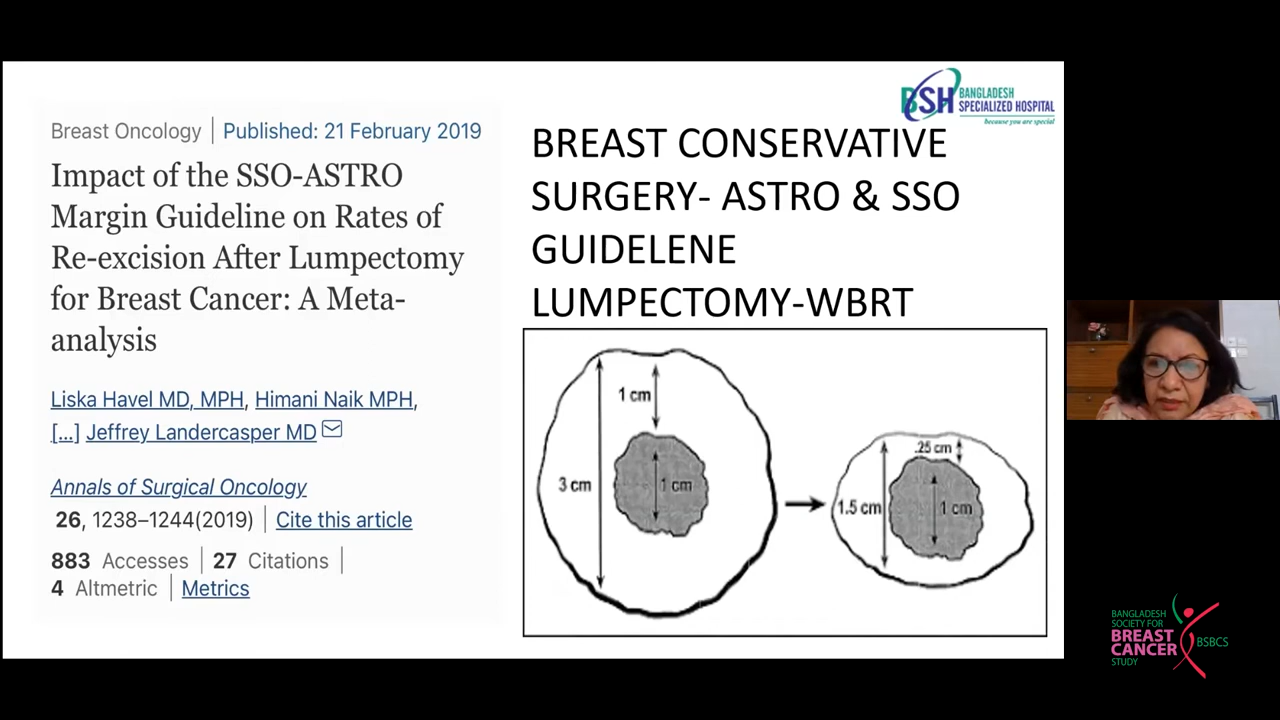 Breast Oncology | Published: 21 February 2019
Impact of the SSO-ASTRO
Margin Guideline on Rates of
Re-excision After Lumpectomy
for Breast Cancer: A Meta-
analysis
Liska Havel MD, MPH, Himani Naik MPH,
[...] Jeffrey Landercasper MD
Annals of Surgical Oncology
26, 1238–1244(2019) | Cite this article
883 Accesses | 27 Citations |
4 Altmetric | Metrics
BSH BANGLADESH
SPECIALIZED HOSPITAL
because you are special
BREAST CONSERVATIVE
SURGERY- ASTRO & SSO
GUIDELENE
LUMPECTOMY-WBRT
1 cm
3 cm
1 cm
.25 cm
1.5 cm
1 cm
BANGLADESH
SOCIETY FOR
BREAST
CANCER
STUDY
BSBCS